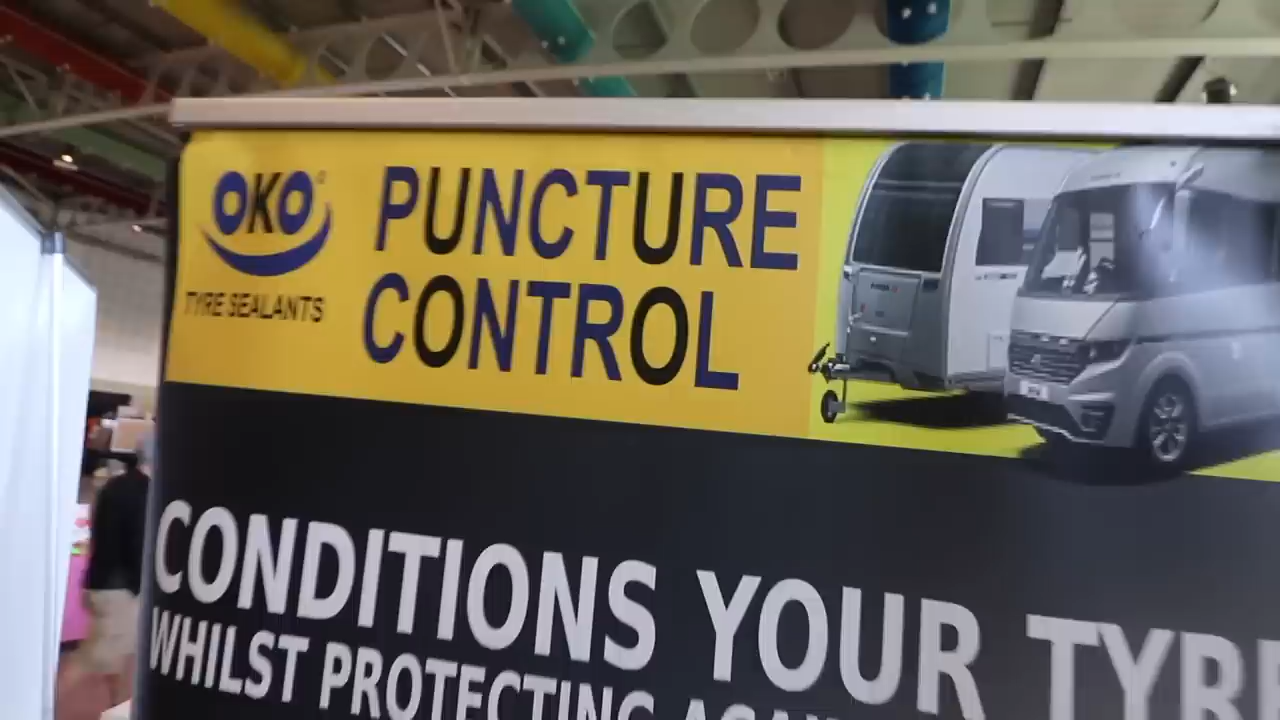 OKO
TYRE SEALANTS
PUNCTURE
CONTROL
CONDITIONS YOUR
WHILST PROTECTING